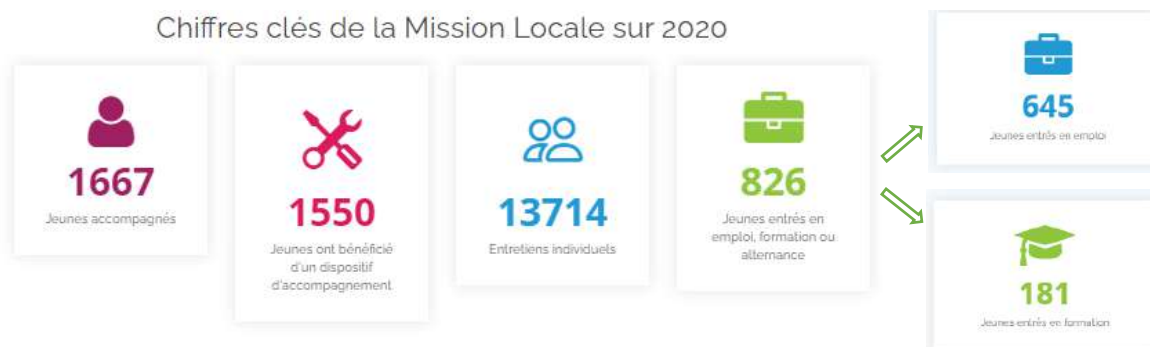 Chiffres clés de la Mission Locale sur 2020
1667
Jeunes accompagnés
1550
Jeunes ont bénéficié
d'un dispositif
d'accompagnement
13714
Entretiens individuels
826
Jeunes entrés en
emploi, formation ou
alternance
645
Jeunes entrés en emploi
181
Jeunes entrés en formation